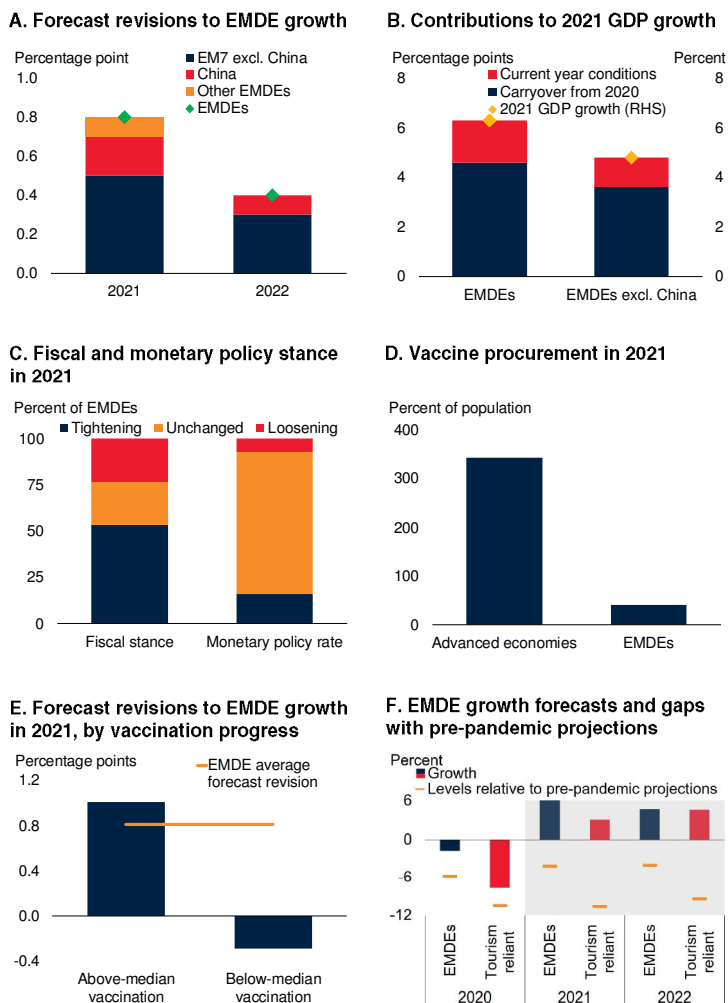 A. Forecast revisions to EMDE growth
Percentage point
EM7 excl. China
China
Other EMDEs
EMDEs
1.0
0.8
0.6
0.4
0.2
0.0
2021
2022
B. Contributions to 2021 GDP growth
Percentage points
Percent
Current year conditions
Carryover from 2020
2021 GDP growth (RHS)
8
6
4
2
0
8
6
4
2
0
EMDEs
EMDEs excl. China
C. Fiscal and monetary policy stance
in 2021
Percent of EMDEs
Tightening Unchanged Loosening
100
75
50
25
0
Fiscal stance
Monetary policy rate
D. Vaccine procurement in 2021
Percent of population
400
300
200
100
0
Advanced economies
EMDEs
E. Forecast revisions to EMDE growth
in 2021, by vaccination progress
Percentage points
EMDE average
forecast revision
1.2
0.8
0.4
0.0
-0.4
Above-median
vaccination
Below-median
vaccination
F. EMDE growth forecasts and gaps
with pre-pandemic projections
Percent
Growth
Levels relative to pre-pandemic projections
6
0
-6
-12
EMDEs
Tourism
reliant
EMDEs
Tourism
reliant
EMDEs
Tourism
reliant
2020
2021
2022